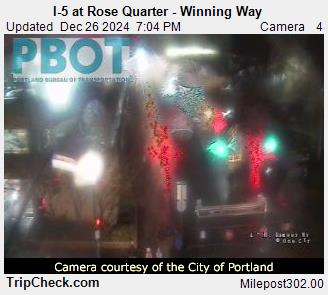 I-5 at Rose Quarter - Winning Way
Updated Dec 26 2024 7:04 PM Camera 4
PBOT
PORTLAND BUREAU OF TRANSPORTATION
Camera courtesy of the City of Portland
TripCheck.com Milepost302.00